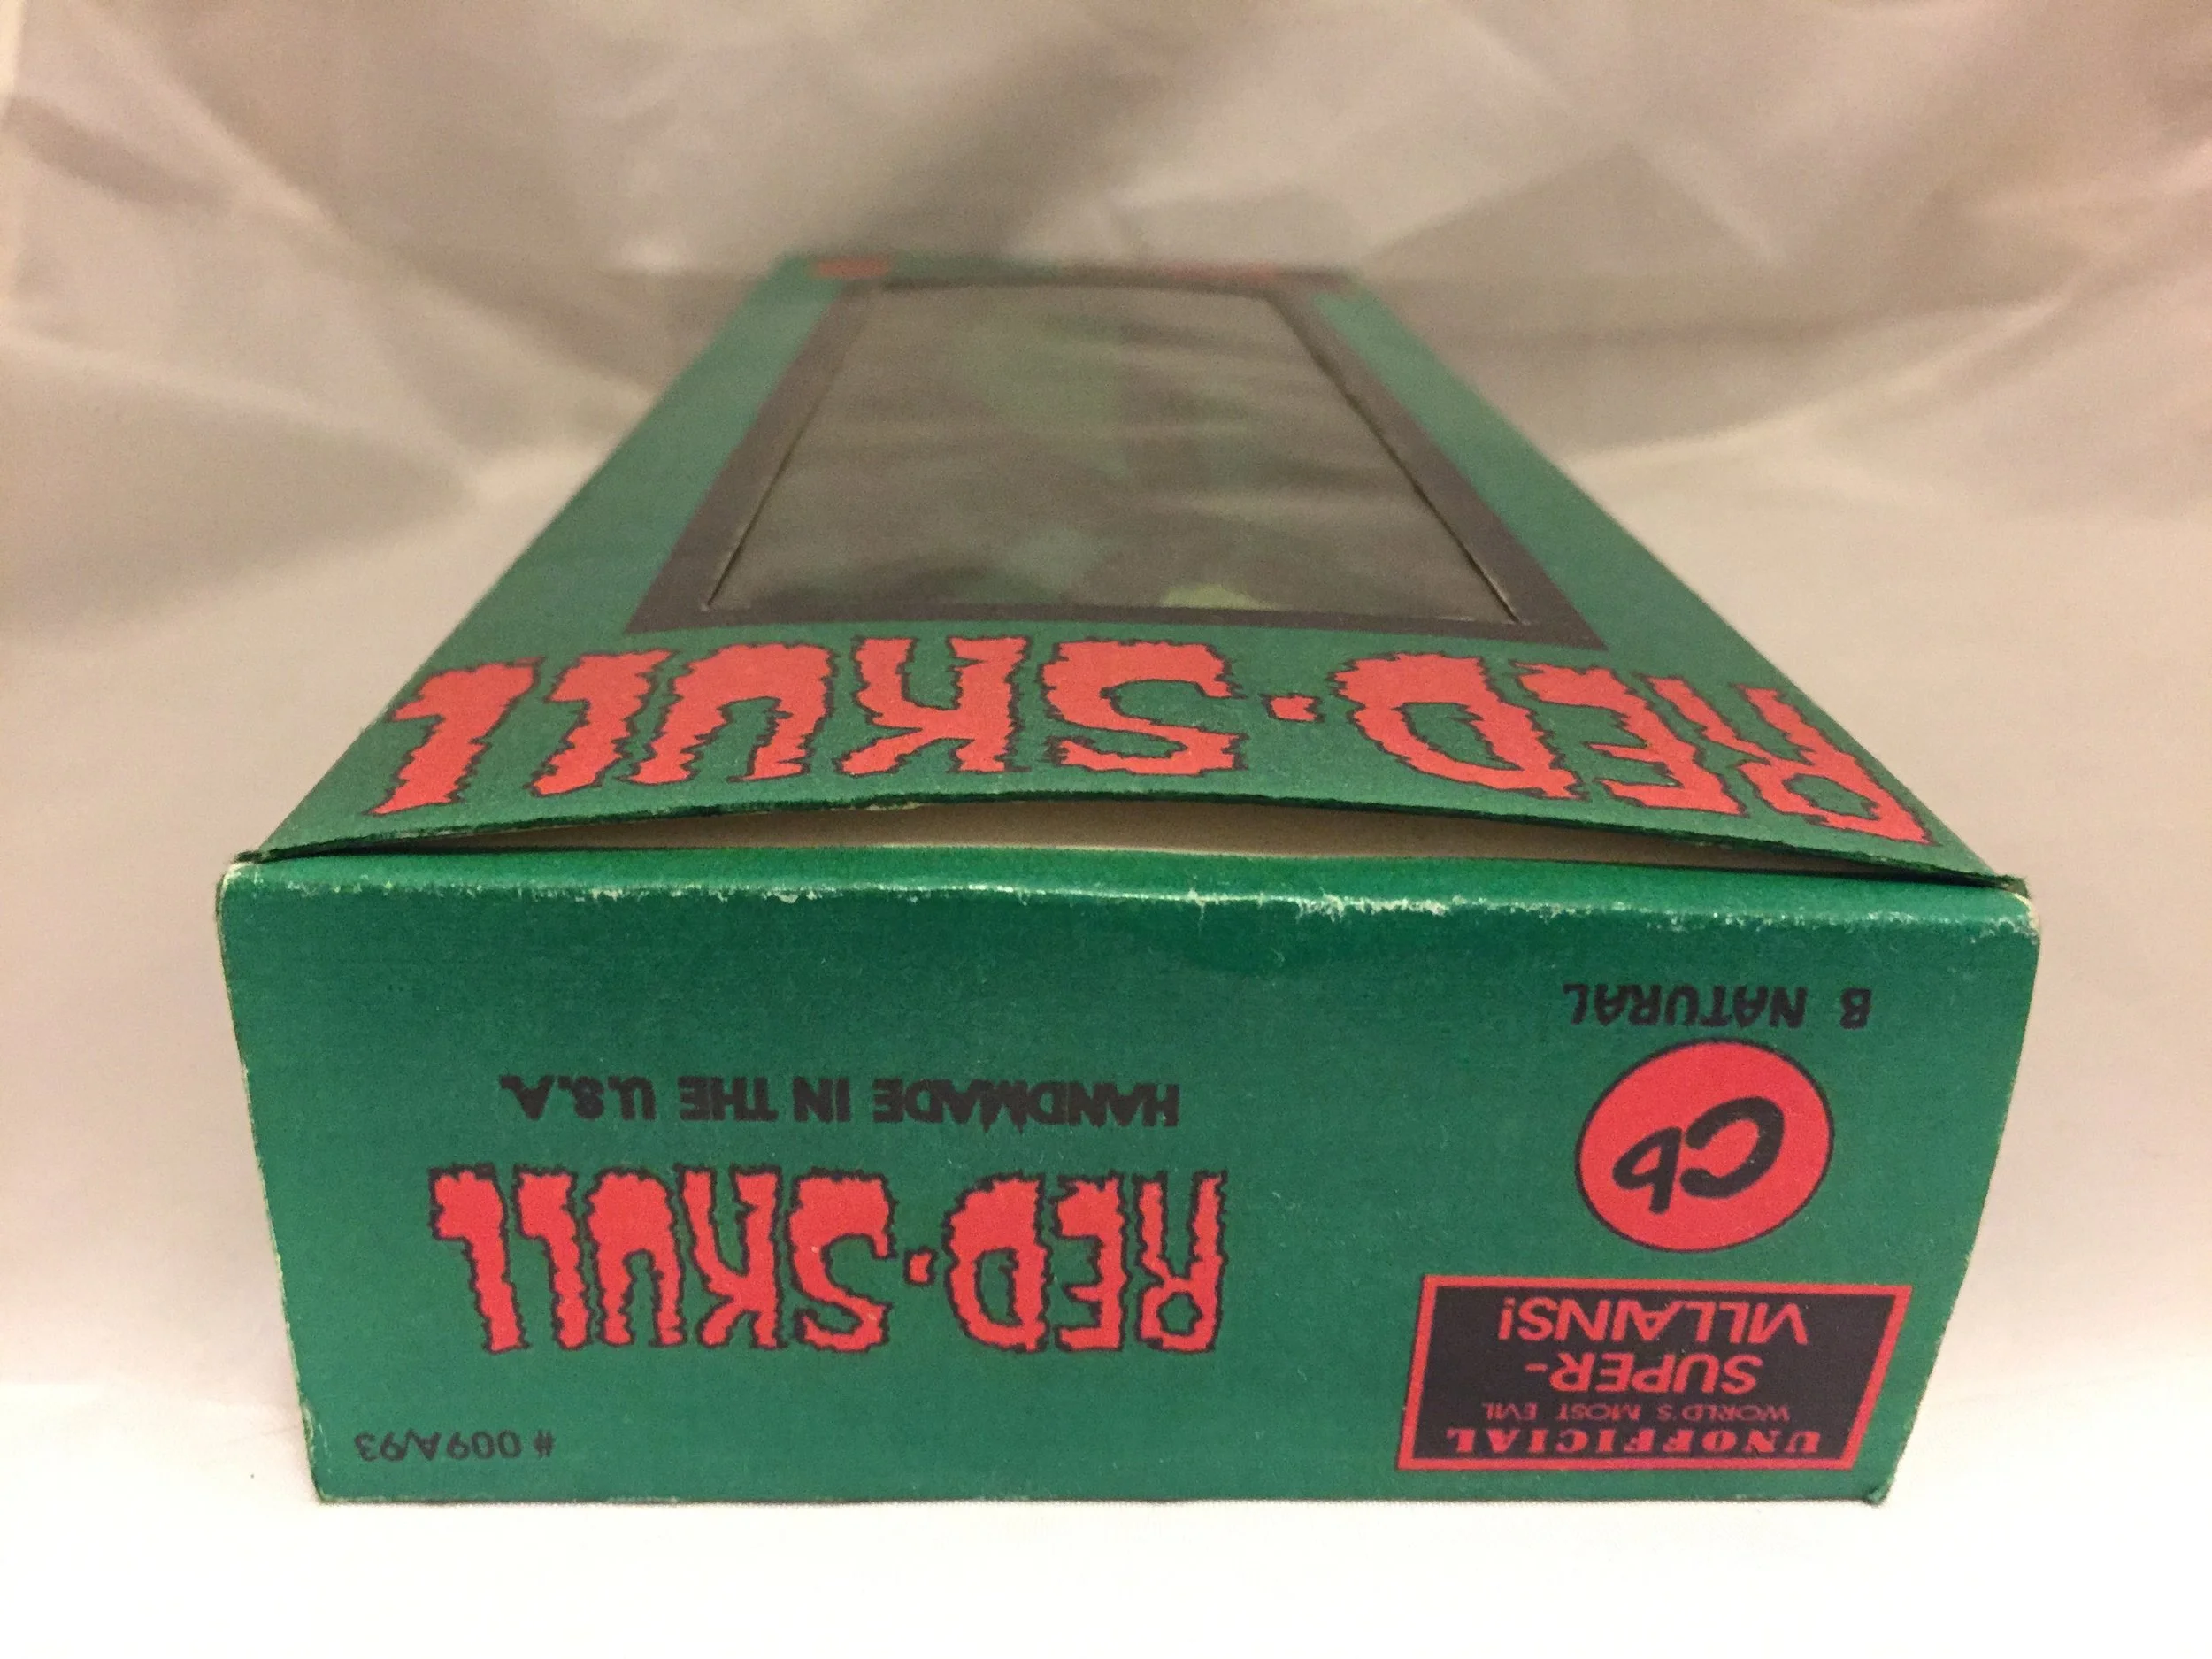 RED·SKULL
# 009A/93
UNOFFICIAL
WORLD'S MOST EVIL
SUPER-
VILLAINS!
RED·SKULL
HANDMADE IN THE U.S.A.
Cb
B NATURAL